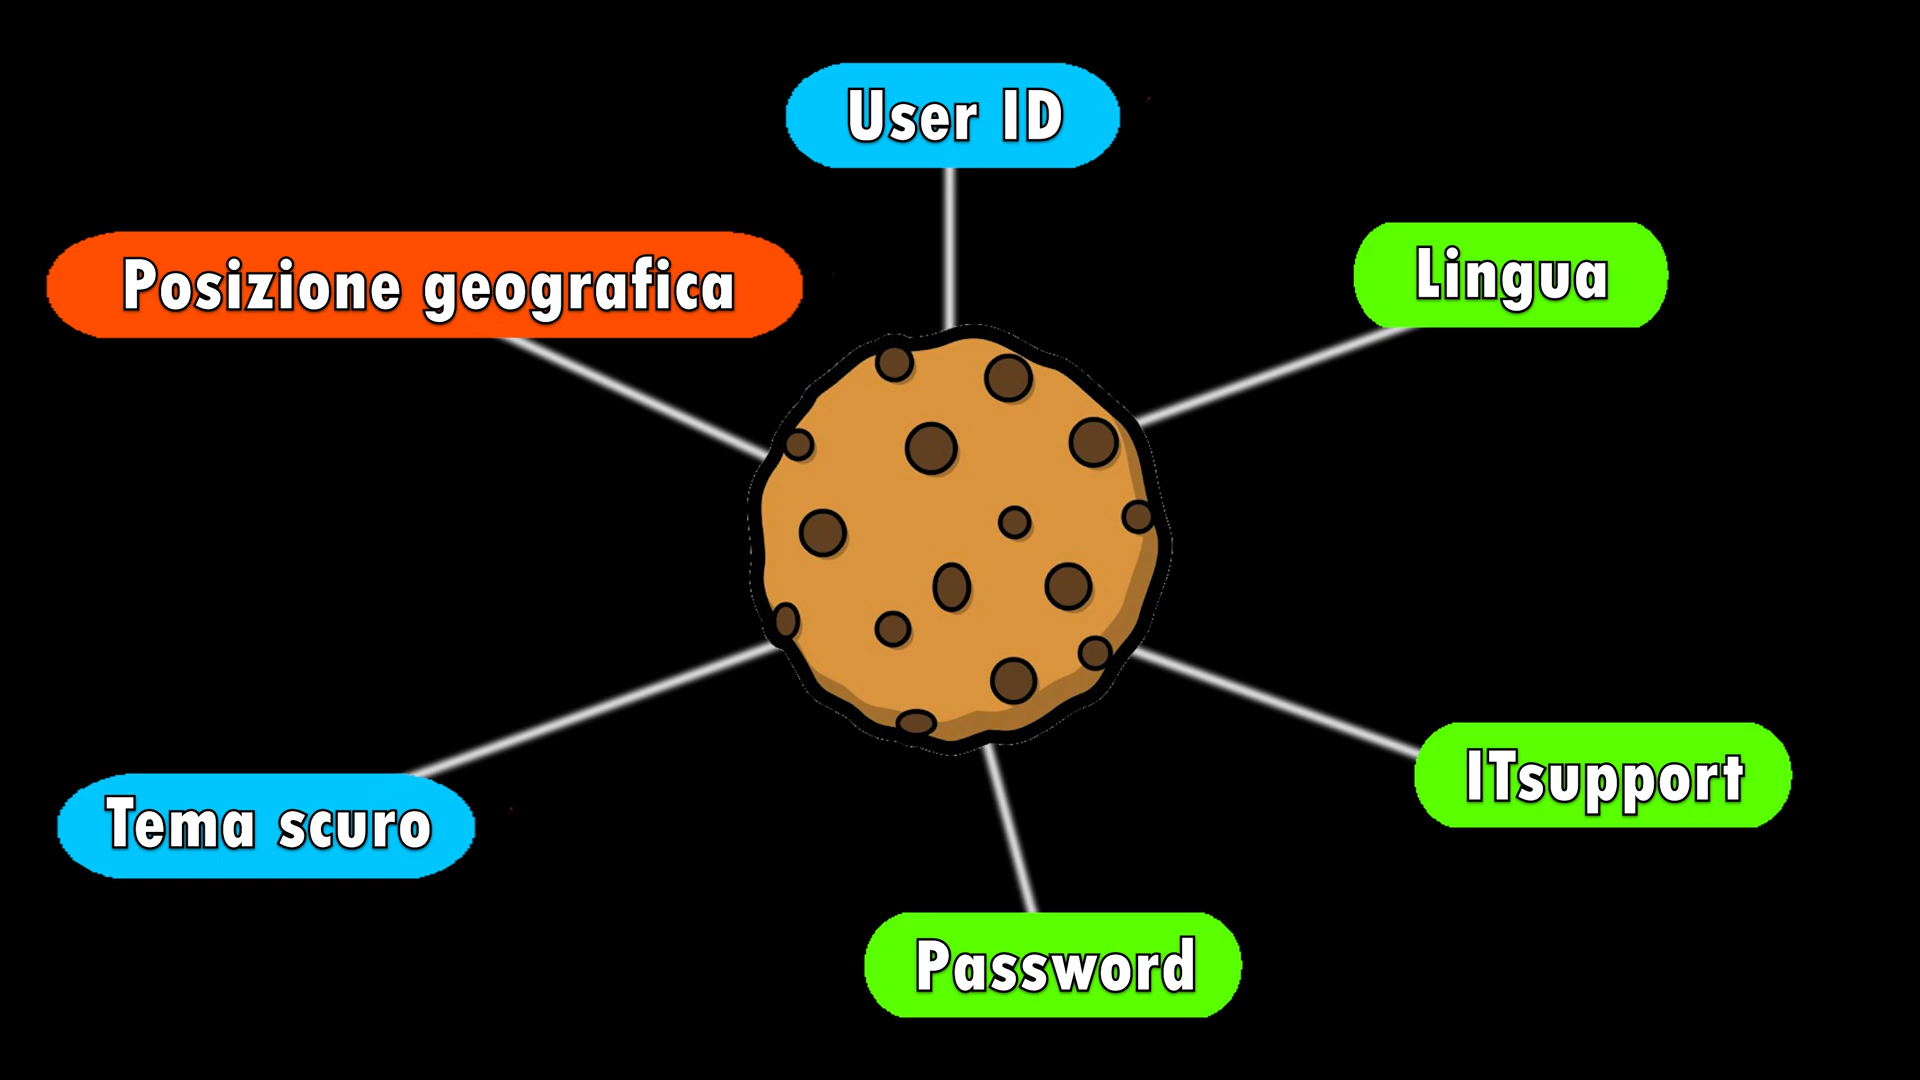 User ID
Posizione geografica
Lingua
Tema scuro
ITsupport
Password